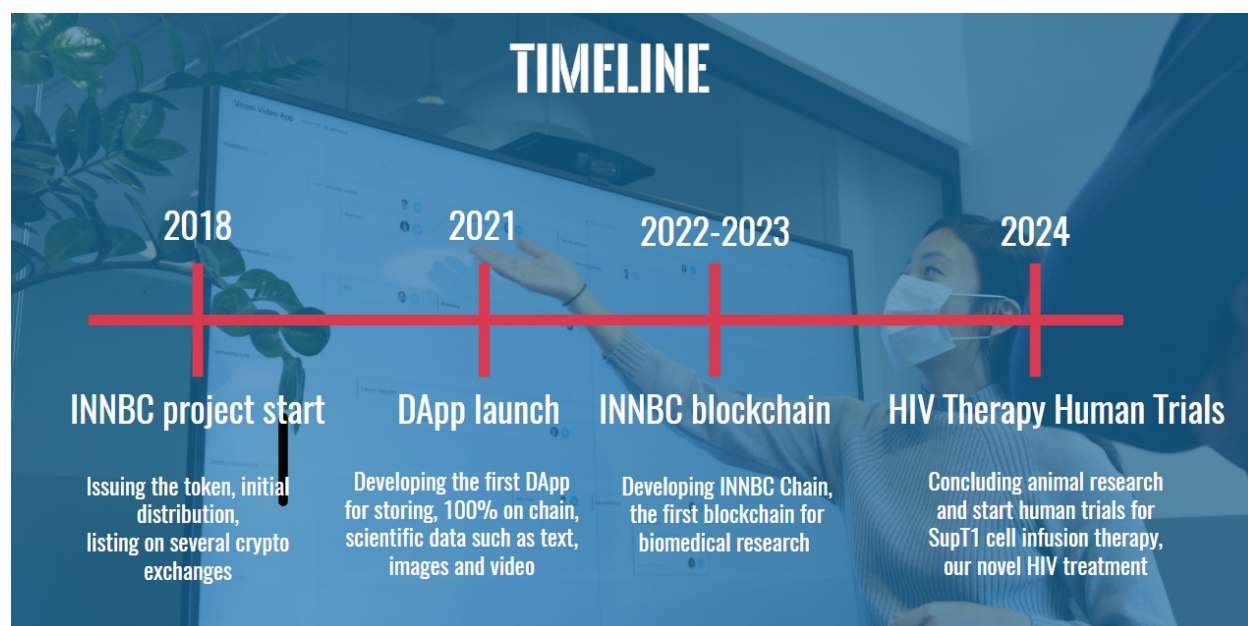 TIMELINE
Voom Video App
2018
2021
2022-2023
2024
INNBC project start
DApp launch
INNBC blockchain
HIV Therapy Human Trials
Issuing the token, initial
distribution,
listing on several crypto
exchanges
Developing the first DApp
for storing, 100% on chain,
scientific data such as text,
images and video
Developing INNBC Chain,
the first blockchain for
biomedical research
Concluding animal research
and start human trials for
SupT1 cell infusion therapy,
our novel HIV treatment